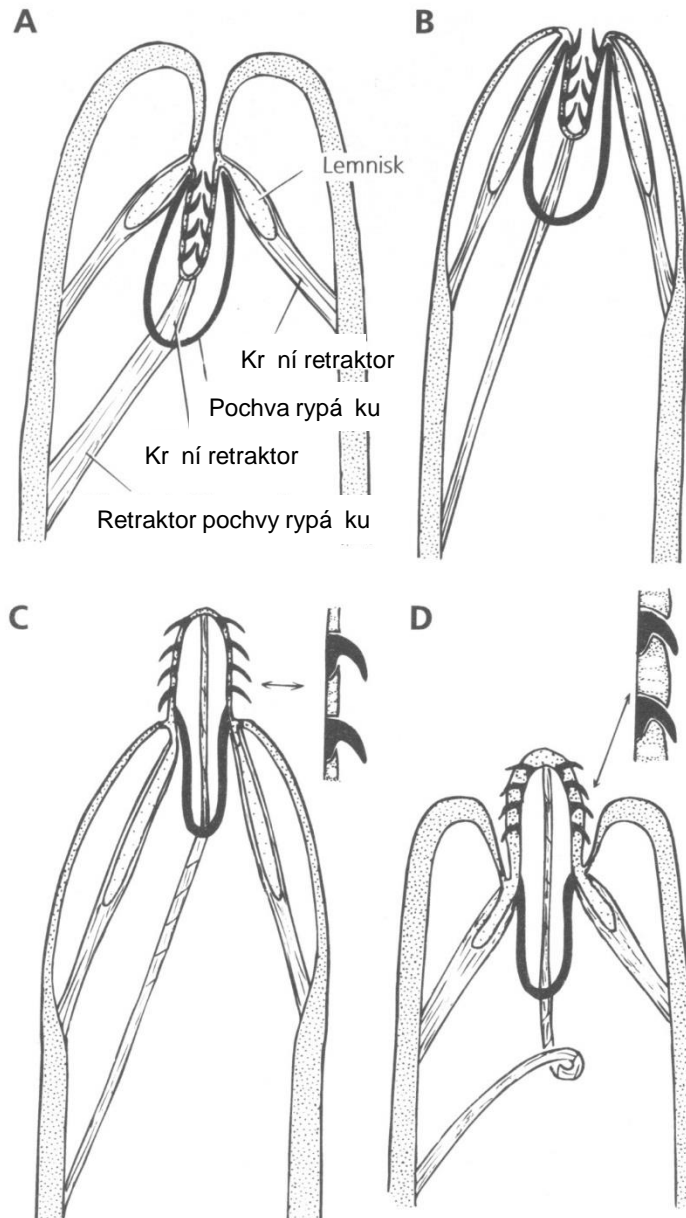 A
B
Lemnisk
Kr ní retraktor
Pochva rypá ku
Kr ní retraktor
Retraktor pochvy rypá ku
C
D